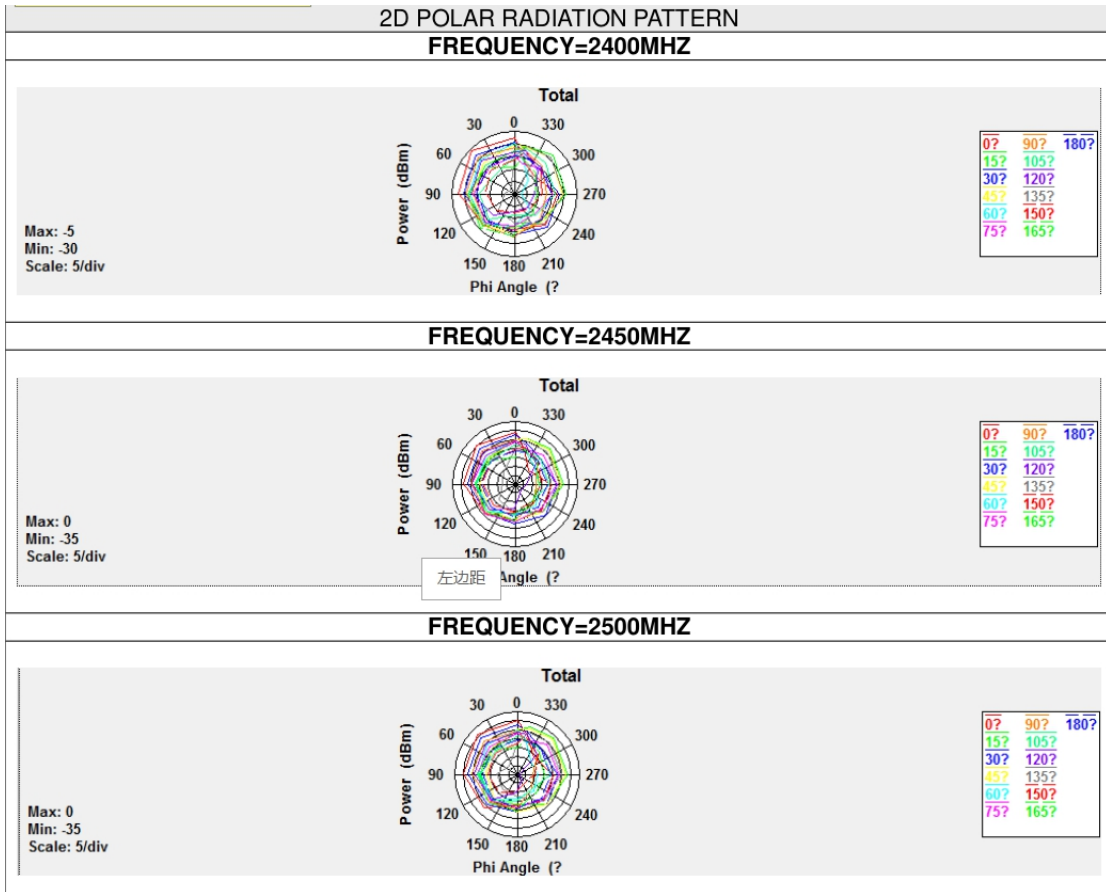 2D POLAR RADIATION PATTERN
FREQUENCY=2400MHZ
Total
Power (dBm)
0
30
330
60
300
90
270
120
240
150
180
210
Phi Angle (?
Max: -5
Min: -30
Scale: 5/div
0? 90? 180?
15? 105?
30? 120?
45? 135?
60? 150?
75? 165?
FREQUENCY=2450MHZ
Total
Power (dBm)
0
30
330
60
300
90
270
120
240
150
180
210
Angle (?
左边距
Max: 0
Min: -35
Scale: 5/div
0? 90? 180?
15? 105?
30? 120?
45? 135?
60? 150?
75? 165?
FREQUENCY=2500MHZ
Total
Power (dBm)
0
30
330
60
300
90
270
120
240
150
180
210
Phi Angle (?
Max: 0
Min: -35
Scale: 5/div
0? 90? 180?
15? 105?
30? 120?
45? 135?
60? 150?
75? 165?